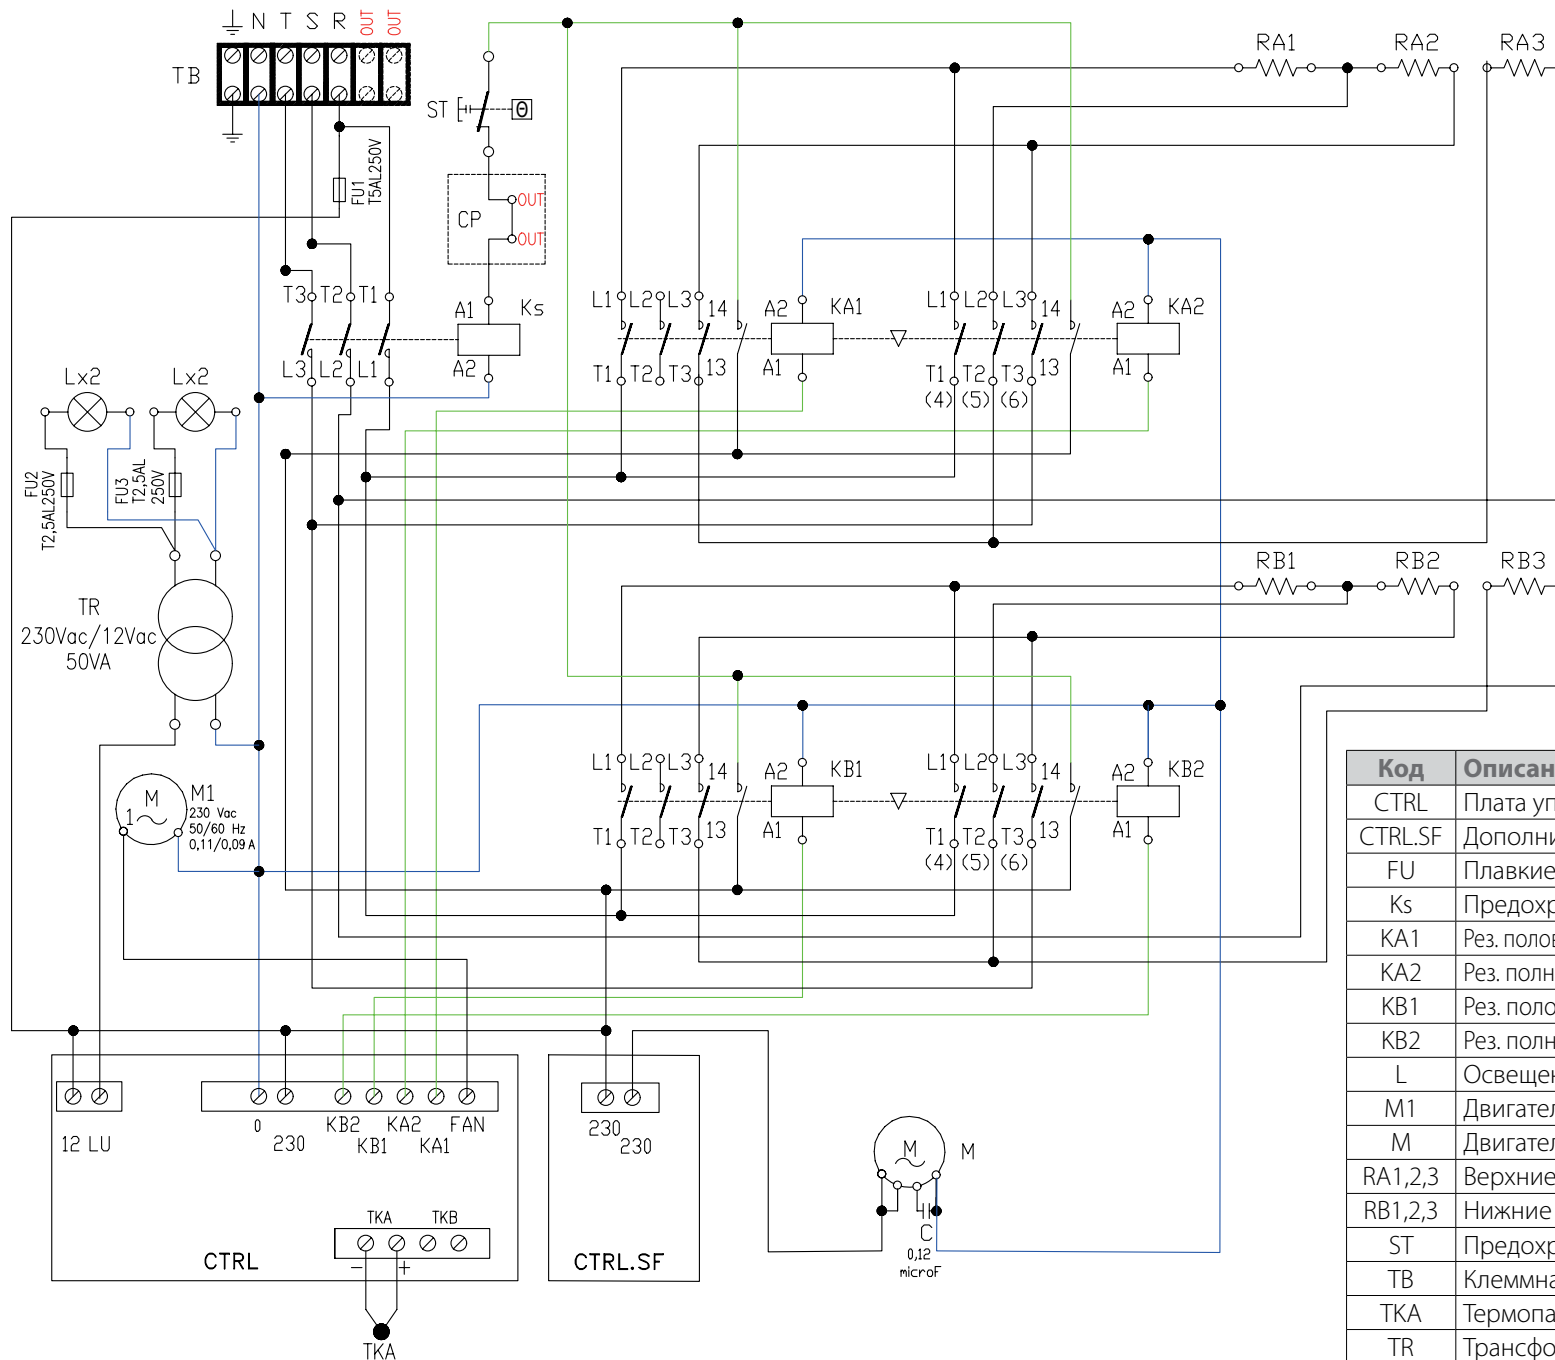 N T S R OUT OUT
TB
FU1
T5AL250V
ST
Θ
CP
OUT
OUT
RA1 RA2 RA3
T3 T2 T1
A1 Ks
L3 L2 L1
A2
L1 L2 L3 14 A2 KA1
T1 T2 T3 13 A1
L1 L2 L3 14 A2 KA2
T1 T2 T3 13 A1
(4) (5) (6)
Lx2 Lx2
FU2
T2,5AL250V
FU3
T2,5AL
250V
RB1 RB2 RB3
TR
230Vac/12Vac
50VA
M
1
M1
230 Vac
50/60 Hz
0,11/0,09 A
L1 L2 L3 14 A2 KB1
T1 T2 T3 13 A1
L1 L2 L3 14 A2 KB2
T1 T2 T3 13 A1
(4) (5) (6)
12 LU
0 230 KB2 KB1 KA2 KA1 FAN
TKA TKB
- +
CTRL
TKA
230 230
CTRL.SF
M M
C
0,12
microF
Код Описан
CTRL Плата уп
CTRL.SF Дополни
FU Плавкие
Ks Предохр
KA1 Рез. полов
KA2 Рез. полн
KB1 Рез. поло
KB2 Рез. полн
L Освещен
M1 Двигател
M Двигател
RA1,2,3 Верхние
RB1,2,3 Нижние
ST Предохр
TB Клеммна
TKA Термопа
TR Трансфо